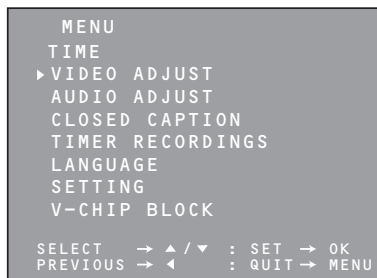 MENU
TIME
▶VIDEO ADJUST
AUDIO ADJUST
CLOSED CAPTION
TIMER RECORDINGS
LANGUAGE
SETTING
V-CHIP BLOCK
SELECT → ▲/▼ : SET → OK
PREVIOUS → ◀ : QUIT → MENU